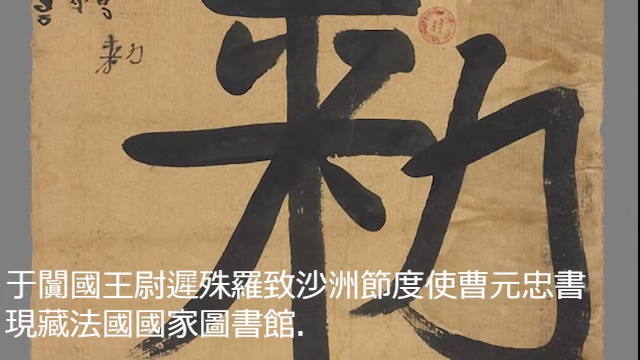 勅
于闐國王尉遲殊羅致沙洲節度使曹元忠書
現藏法國國家圖書館.